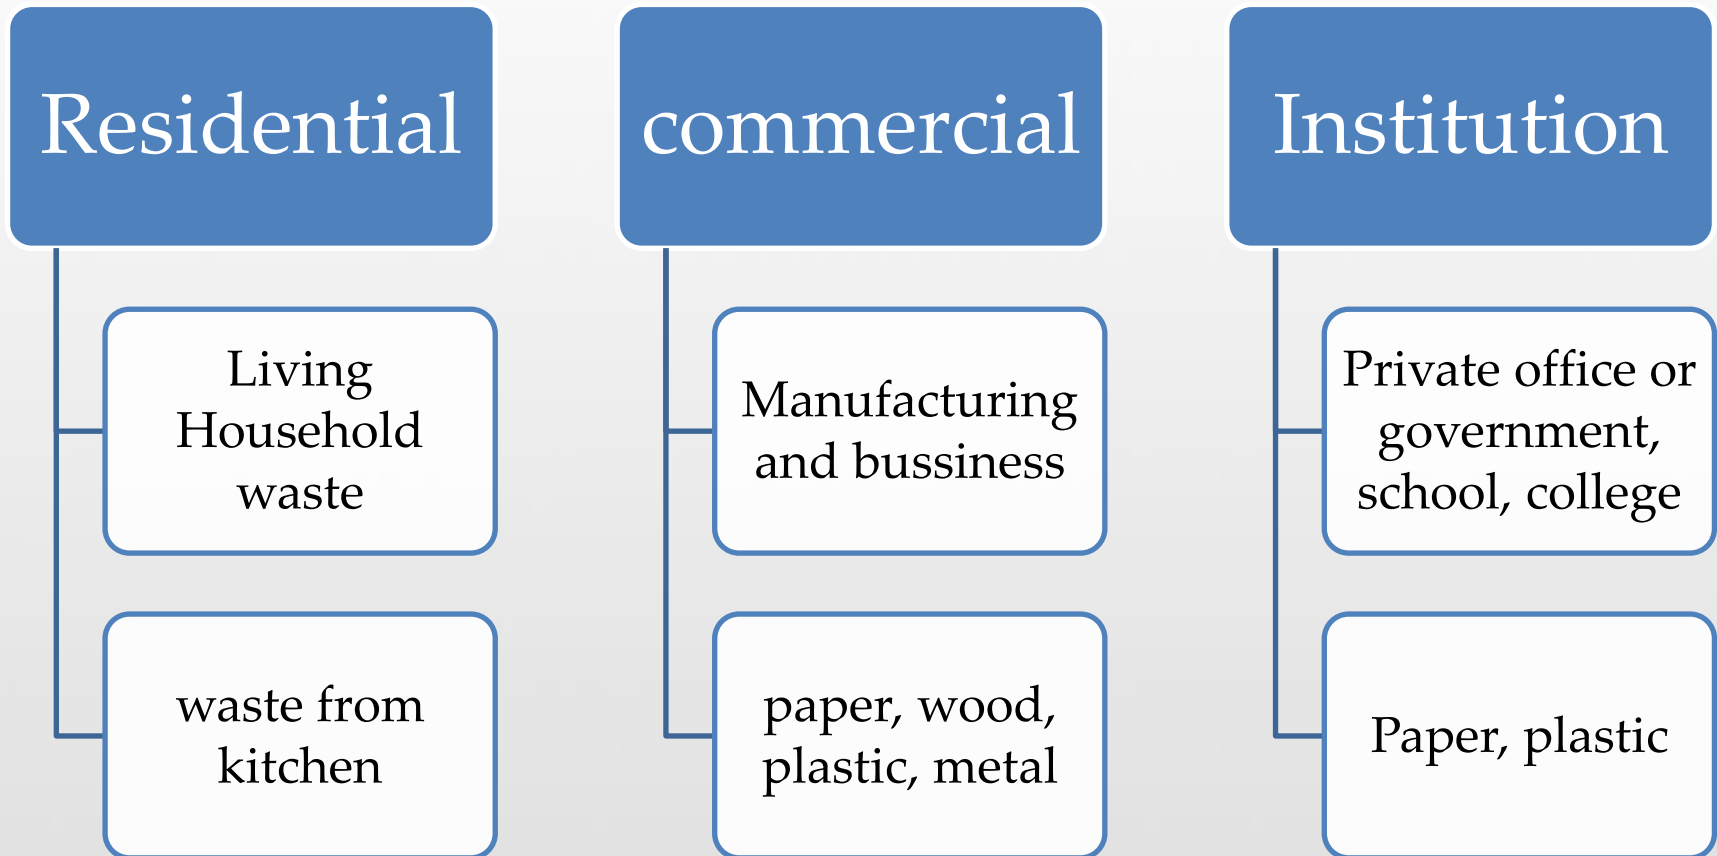 Residential
Living
Household
waste
waste from
kitchen
commercial
Manufacturing
and bussiness
paper, wood,
plastic, metal
Institution
Private office or
government,
school, college
Paper, plastic